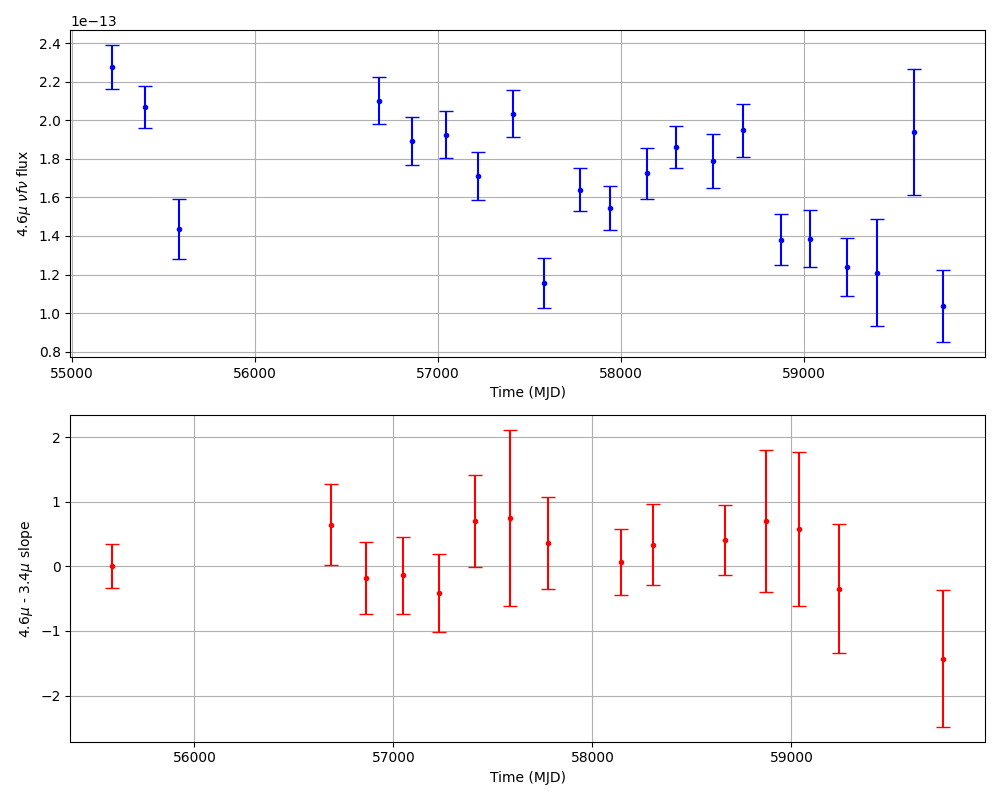 1e−13
2.4
2.2
2.0
1.8
1.6
1.4
1.2
1.0
0.8
4.6μ νfν flux
55000 56000 57000 58000 59000
Time (MJD)
2
1
0
−1
−2
4.6μ - 3.4μ slope
56000 57000 58000 59000
Time (MJD)